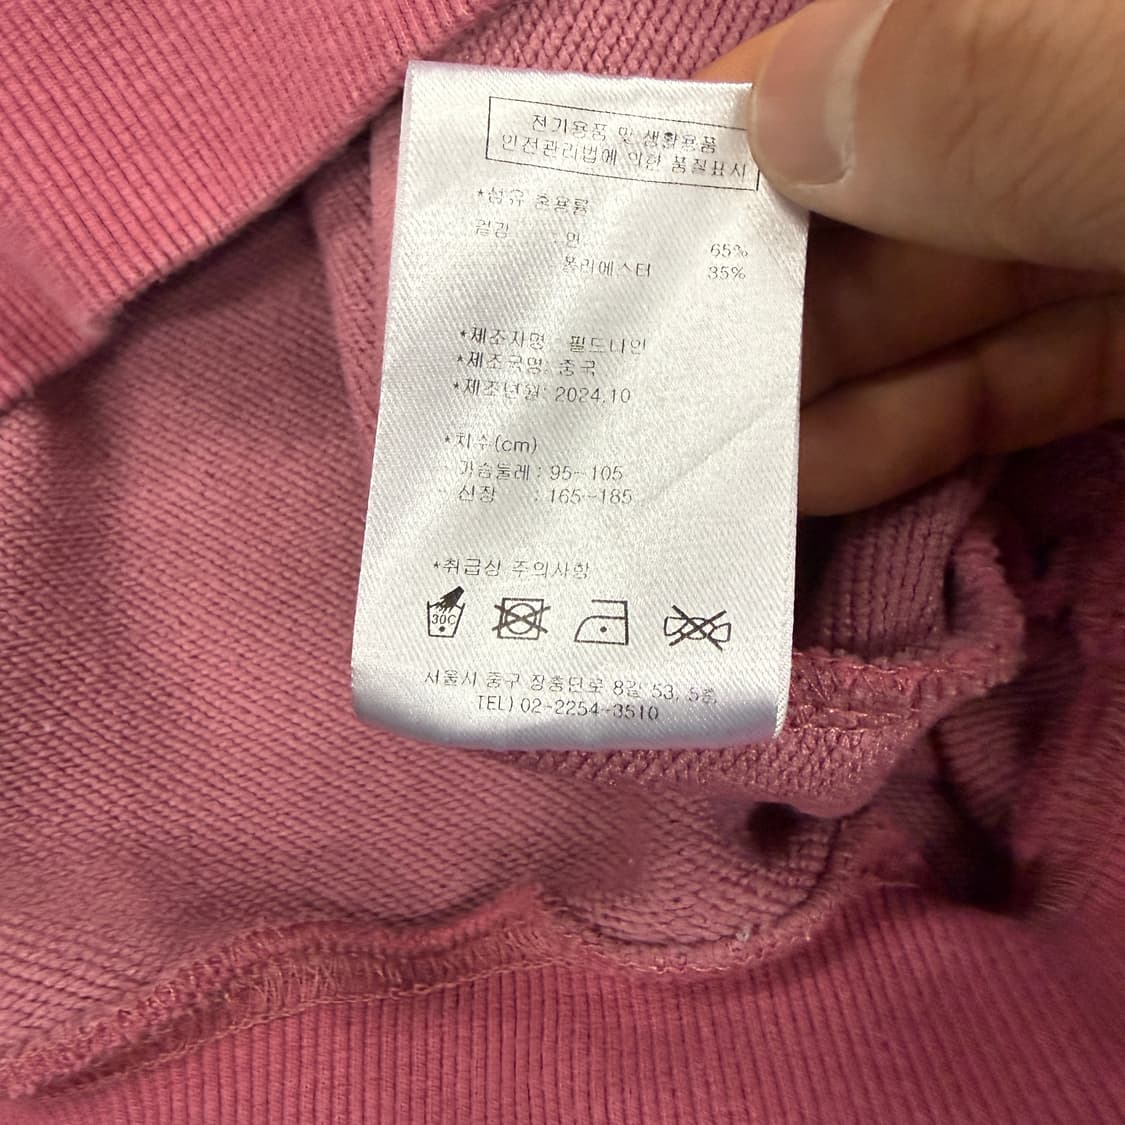 전기용품 및 생활용품
안전관리법에 의한 품질표시
*섬유 혼용률
겉감 : 면 65%
폴리에스터 35%
*제조자명 : 필드나인
*제조국명: 중국
*제조년월: 2024.10
*치수(cm)
- 가슴둘레 : 95~105
- 신장 : 165~185
*취급상 주의사항
30C
서울시 중구 장충단로 8길 53, 5층
TEL) 02-2254-3510